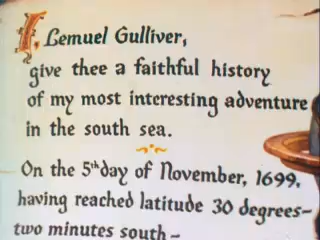 I, Lemuel Gulliver,
give thee a faithful history
of my most interesting adventure
in the south sea.
On the 5th day of November, 1699,
having reached latitude 30 degrees-
two minutes south-